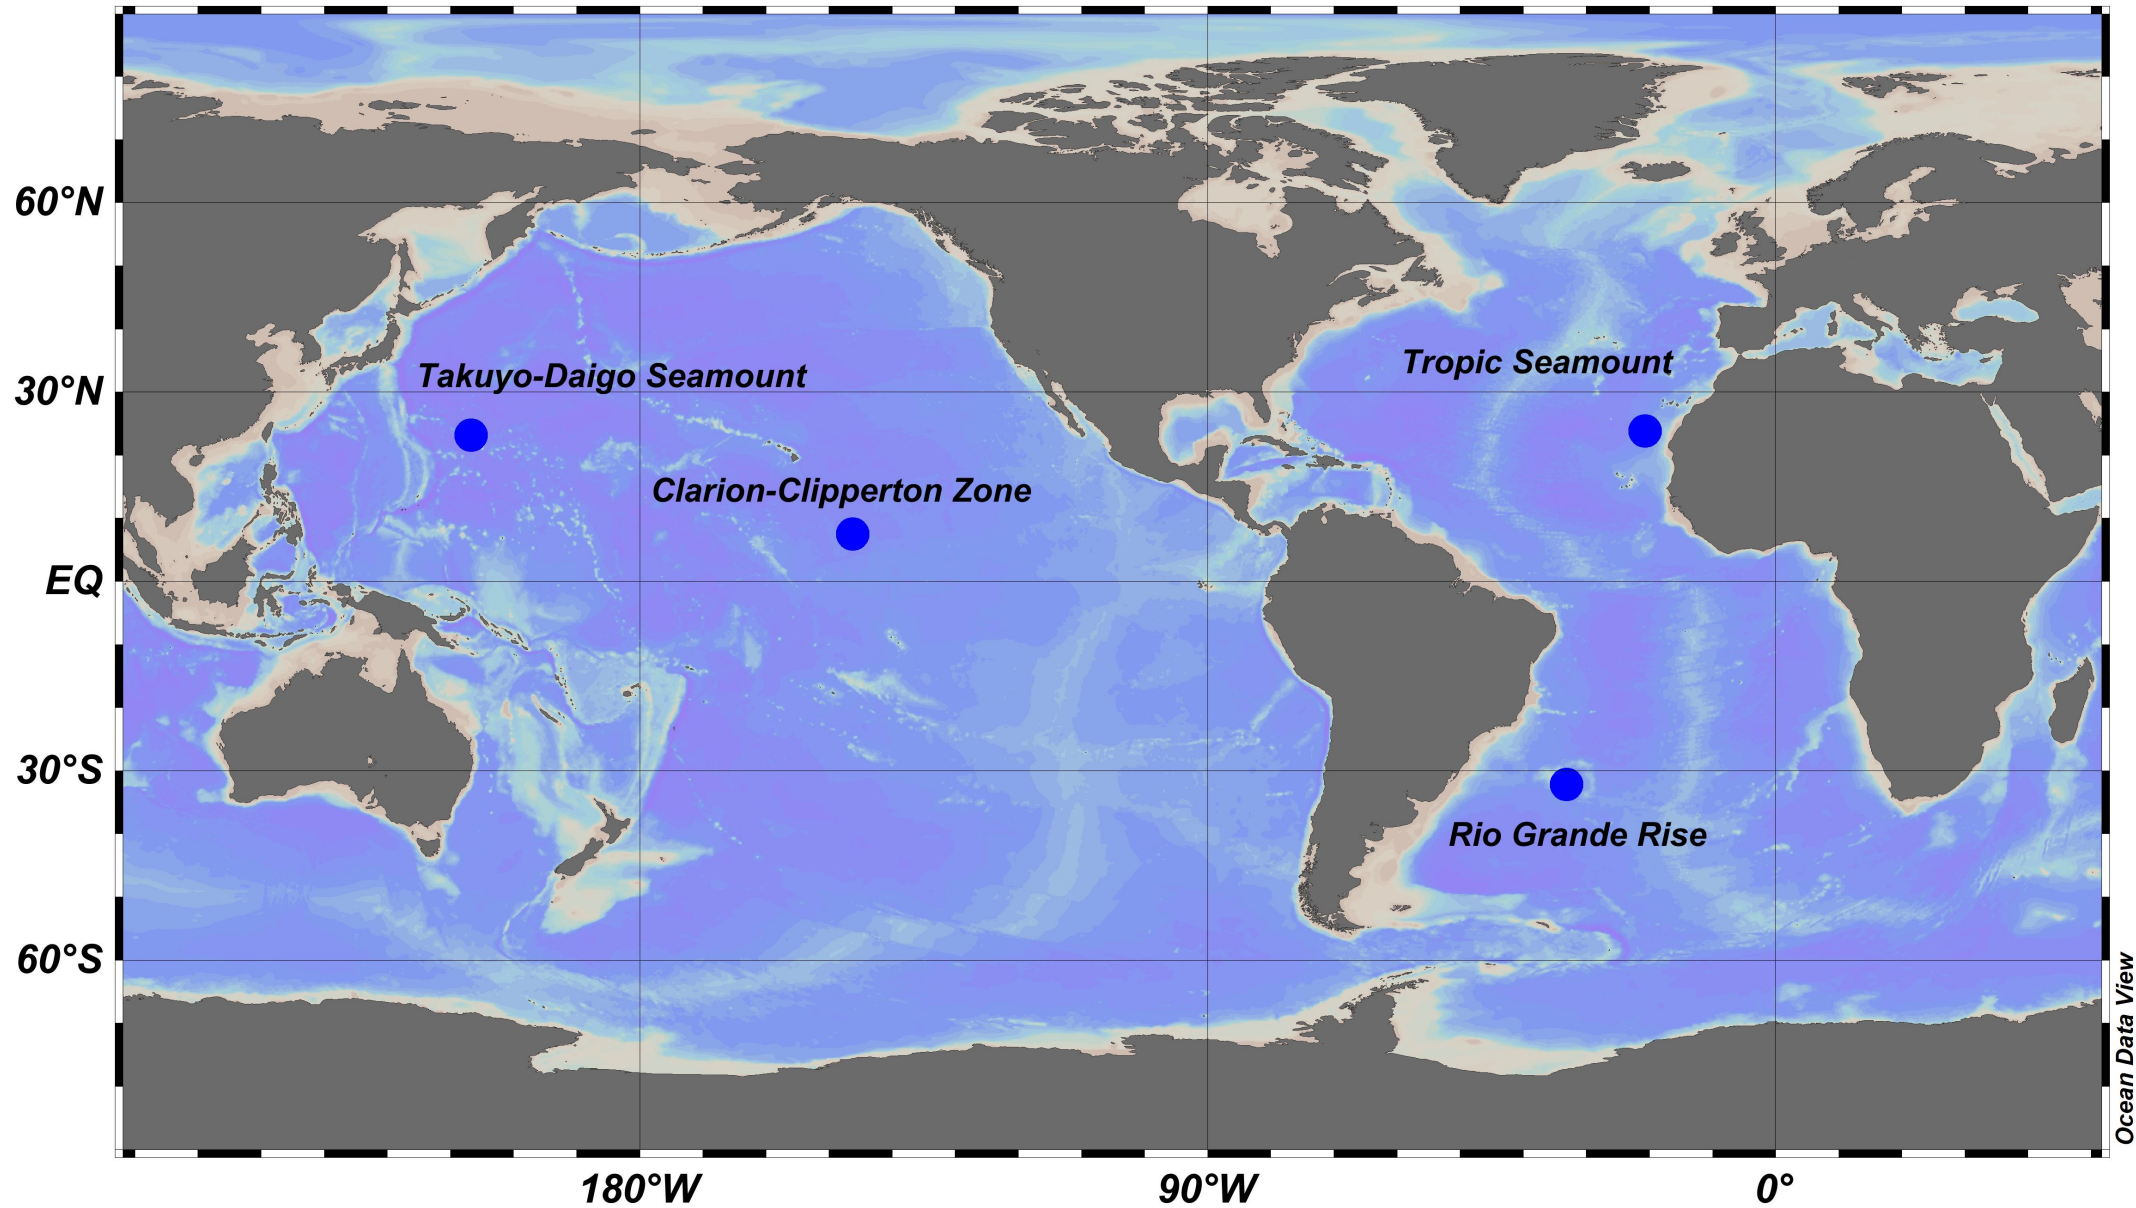 60°N
Takuyo-Daigo Seamount
Tropic Seamount
30°N
Clarion-Clipperton Zone
EQ
30°S
Rio Grande Rise
60°S
Ocean Data View
180°W
90°W
0°